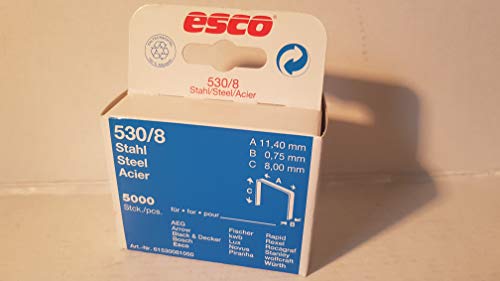 esco
530/8
Stahl/Steel/Acier
530/8
Stahl
Steel
Acier
A 11,40 mm
B 0,75 mm
C 8,00 mm
A
C
B
5000
Stck./pcs.
für • for • pour
AEG
Arrow
Black & Decker
Bosch
Esco
Fischer
kwb
Lux
Novus
Piranha
Rapid
Rexel
Rocagraf
Stanley
wolfcraft
Würth
Art.-Nr.